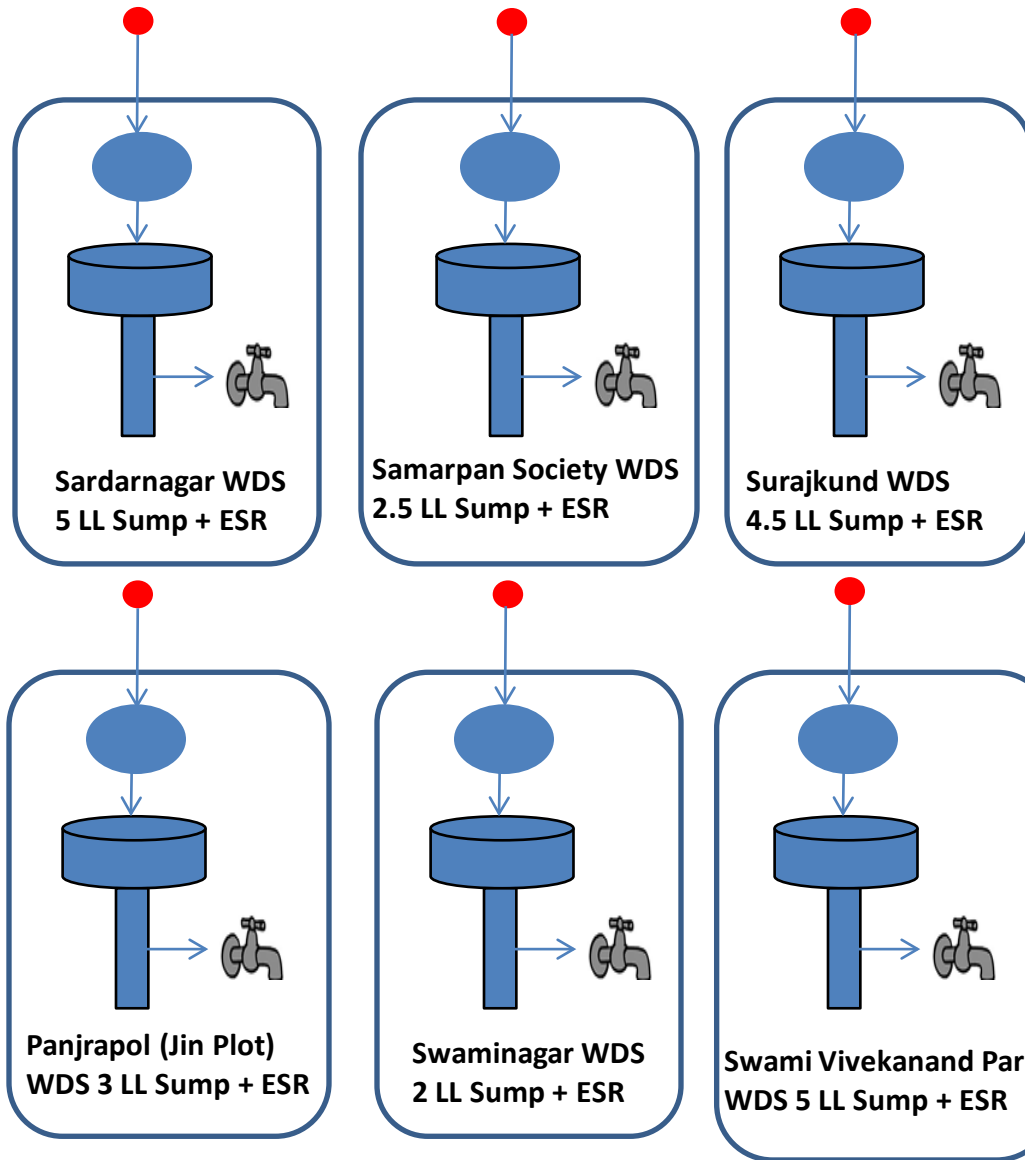 Sardarnagar WDS
5 LL Sump + ESR
Samarpan Society WDS
2.5 LL Sump + ESR
Surajkund WDS
4.5 LL Sump + ESR
Panjrapol (Jin Plot)
WDS 3 LL Sump + ESR
Swaminagar WDS
2 LL Sump + ESR
Swami Vivekanand Par
WDS 5 LL Sump + ESR